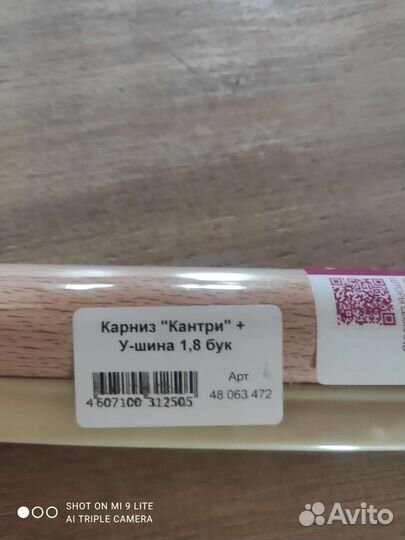 Карниз "Кантри" +
У-шина 1,8 бук
Арт.
4 607100 312505
48 063 472
SHOT ON MI 9 LITE
AI TRIPLE CAMERA
Avito